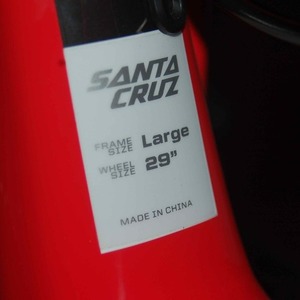 SANTA
CRUZ
FRAME SIZE Large
WHEEL SIZE 29”
MADE IN CHINA